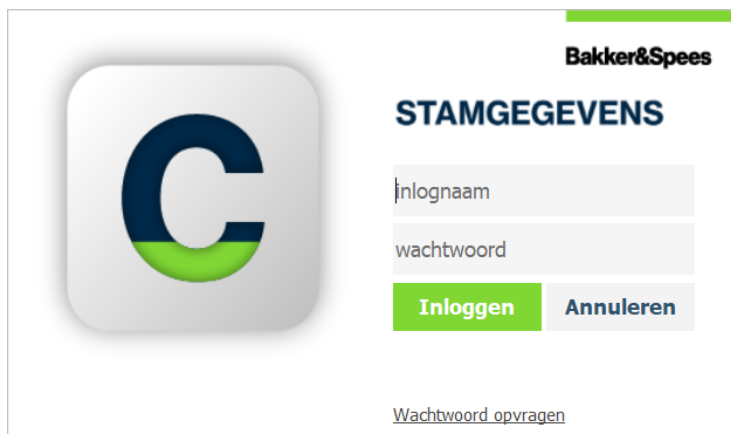 Bakker&Spees
STAMGEGEVENS
C
inlognaam
wachtwoord
Inloggen Annuleren
Wachtwoord opvragen